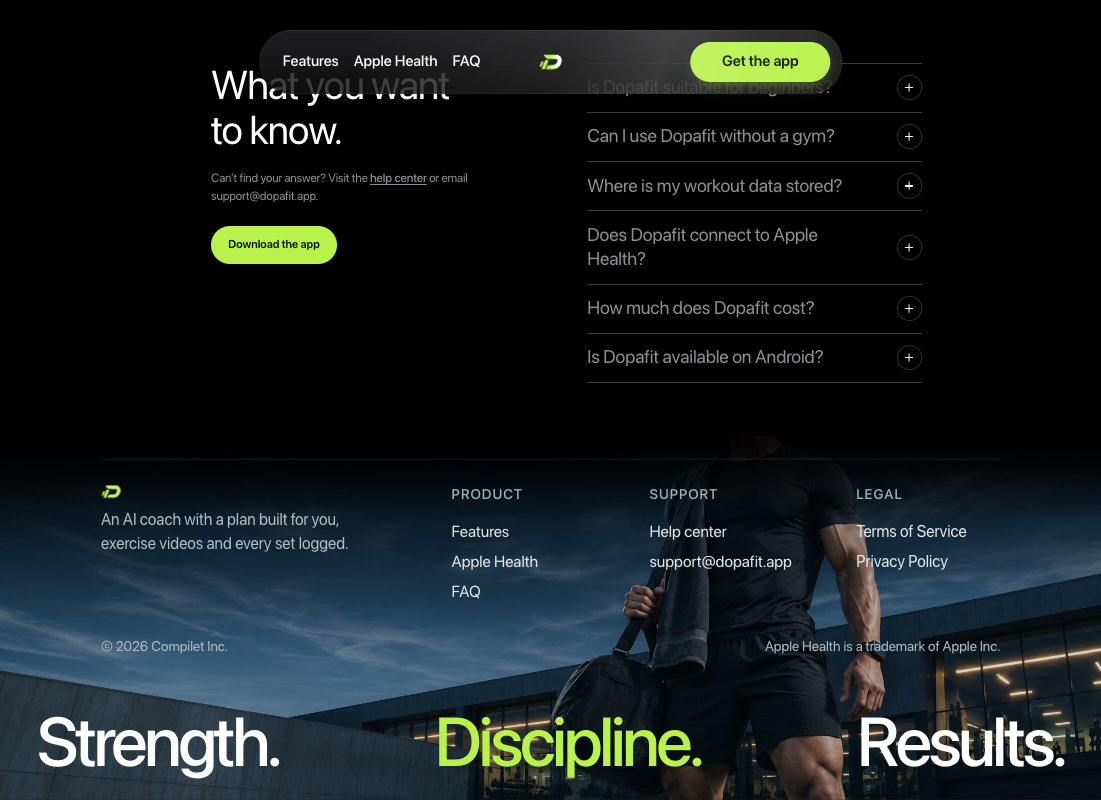 Features
Apple Health
FAQ
Get the app
What you want
to know.
Can't find your answer? Visit the help center or email
support@dopafit.app.
Download the app
Is Dopafit suitable for beginners?
Can I use Dopafit without a gym?
Where is my workout data stored?
Does Dopafit connect to Apple
Health?
How much does Dopafit cost?
Is Dopafit available on Android?
An AI coach with a plan built for you,
exercise videos and every set logged.
PRODUCT
Features
Apple Health
FAQ
SUPPORT
Help center
support@dopafit.app
LEGAL
Terms of Service
Privacy Policy
© 2026 Compilet Inc.
Apple Health is a trademark of Apple Inc.
Strength.
Discipline.
Results.